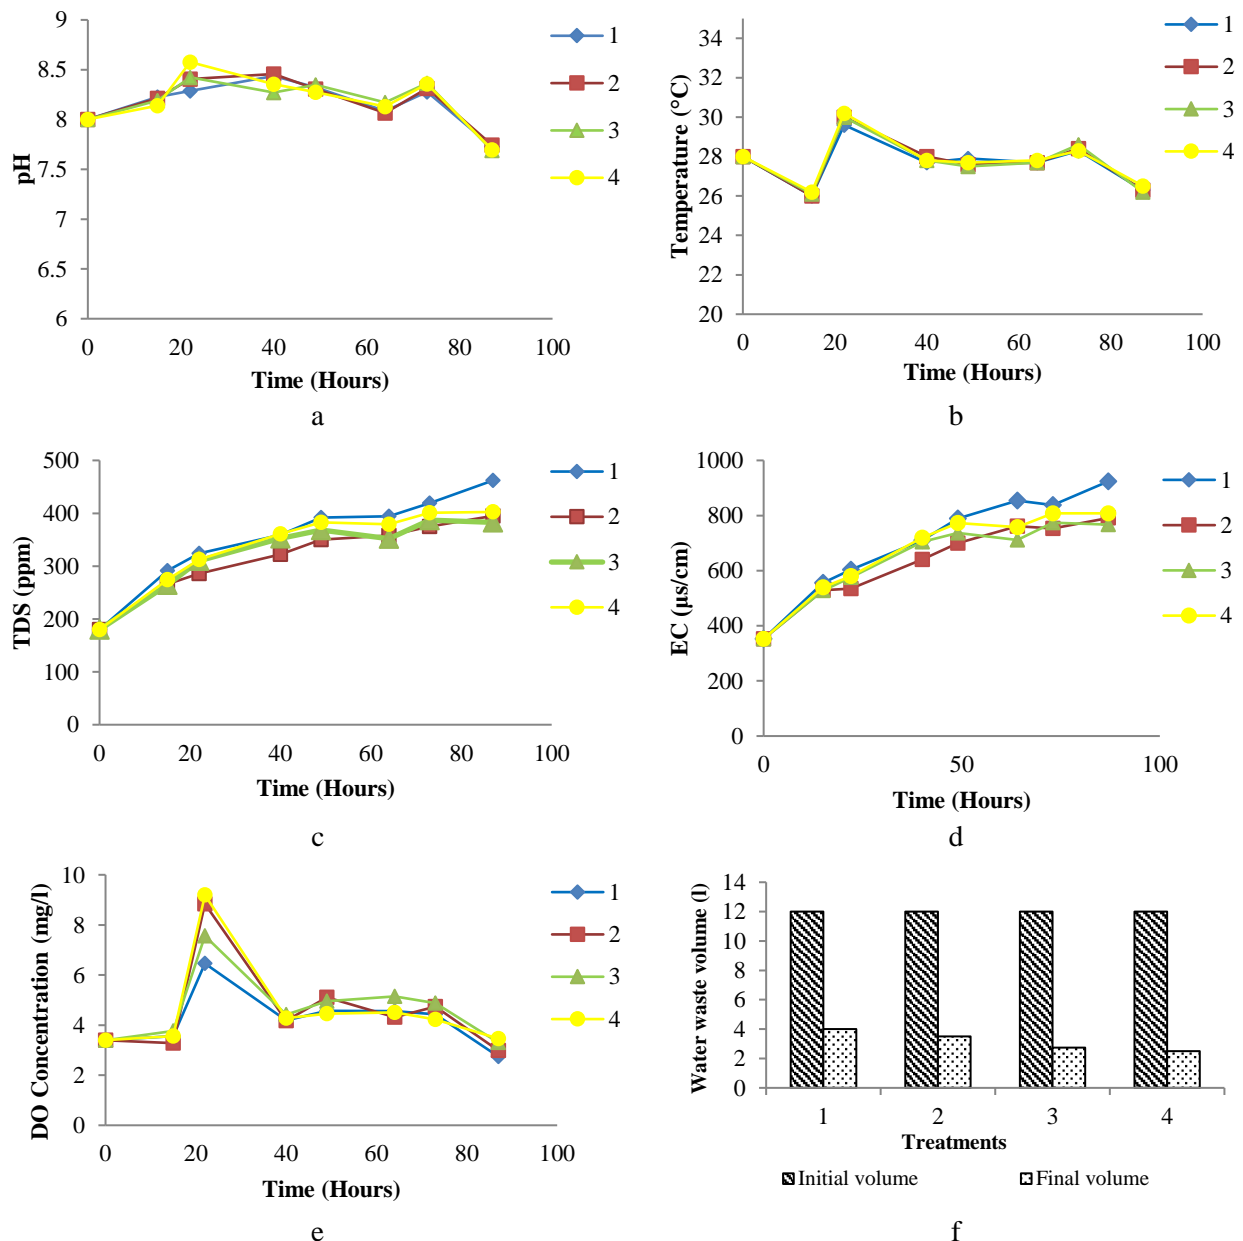 9
8.5
8
7.5
7
6.5
6
pH
0 20 40 60 80 100
Time (Hours)
1
2
3
4
a
34
32
30
28
26
24
22
20
Temperature (°C)
0 20 40 60 80 100
Time (Hours)
1
2
3
4
b
500
400
300
200
100
0
TDS (ppm)
0 20 40 60 80 100
Time (Hours)
1
2
3
4
c
1000
800
600
400
200
0
EC (µs/cm)
0 50 100
Time (Hours)
1
2
3
4
d
10
8
6
4
2
0
DO Concentration (mg/l)
0 20 40 60 80 100
Time (Hours)
1
2
3
4
e
14
12
10
8
6
4
2
0
Water waste volume (l)
1 2 3 4
Treatments
Initial volume Final volume
f